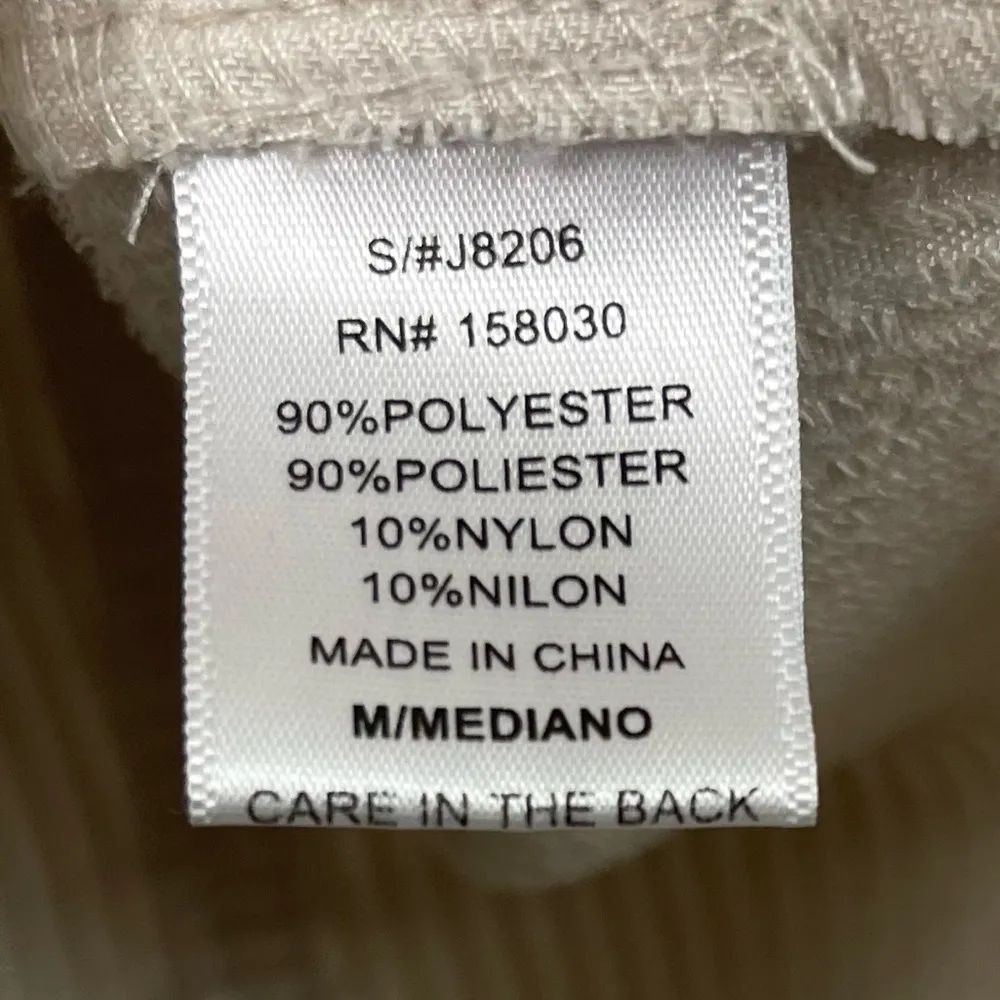 S/#J8206
RN# 158030
90%POLYESTER
90%POLIESTER
10%NYLON
10%NILON
MADE IN CHINA
M/MEDIANO
CARE IN THE BACK